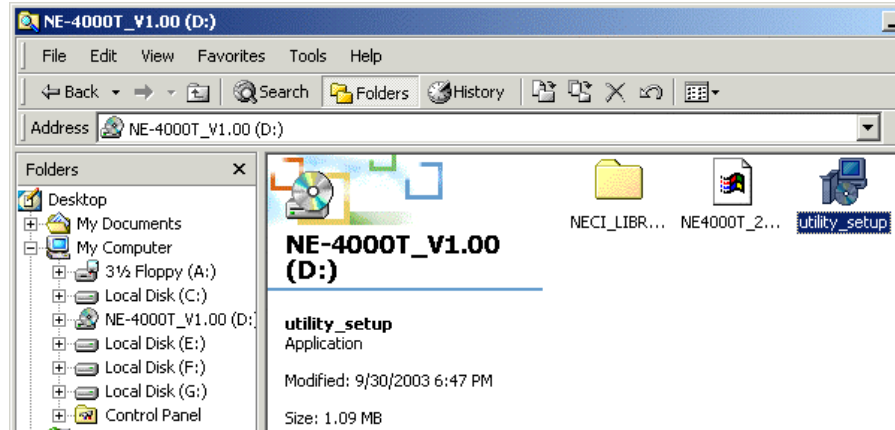 NE-4000T_V1.00 (D:)
File Edit View Favorites Tools Help
Back Search Folders History
Address NE-4000T_V1.00 (D:)
Folders
Desktop
My Documents
My Computer
3½ Floppy (A:)
Local Disk (C:)
NE-4000T_V1.00 (D:
Local Disk (E:)
Local Disk (F:)
Local Disk (G:)
Control Panel
NE-4000T_V1.00
(D:)
utility_setup
Application
Modified: 9/30/2003 6:47 PM
Size: 1.09 MB
NECI_LIBR... NE4000T_2... utility_setup